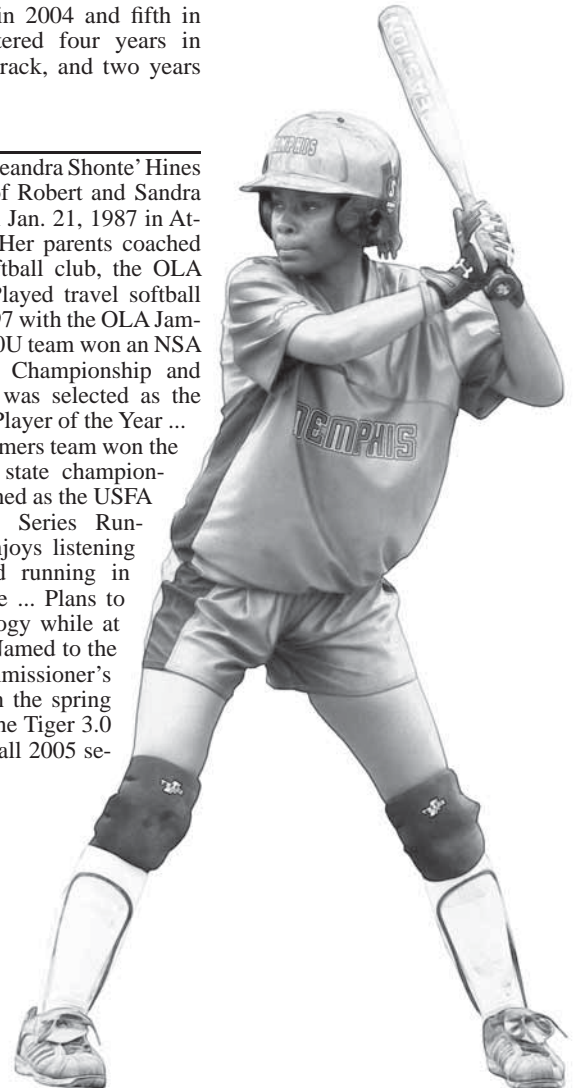 in 2004 and fifth in
tered four years in
rack, and two years
eandra Shonte’ Hines
of Robert and Sandra
Jan. 21, 1987 in At-
Her parents coached
ftball club, the OLA
Played travel softball
97 with the OLA Jam-
0U team won an NSA
Championship and
was selected as the
Player of the Year ...
mers team won the
state champion-
ned as the USFA
Series Run-
njoys listening
d running in
e ... Plans to
ogy while at
Named to the
mmissioner’s
n the spring
he Tiger 3.0
all 2005 se-
EASTON
MEMPHIS
MEMPHIS